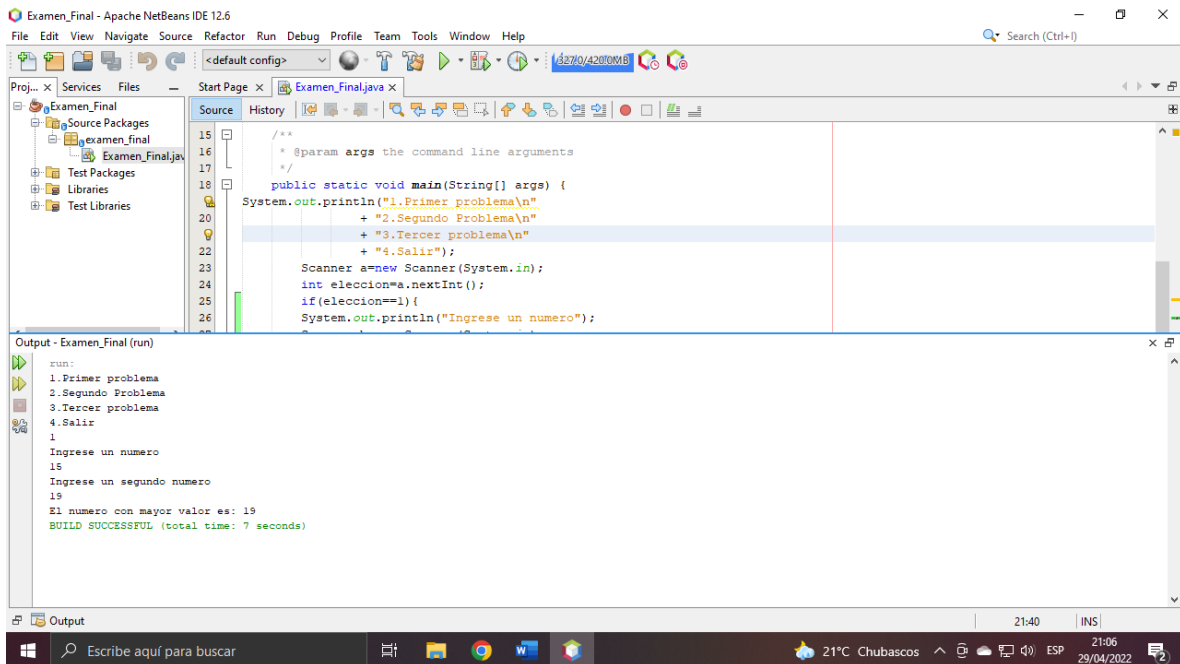 Examen_Final - Apache NetBeans IDE 12.6
File Edit View Navigate Source Refactor Run Debug Profile Team Tools Window Help
Search (Ctrl+I)
<default config>
327.0/420.0MB
Proj... Services Files
Start Page Examen_Final.java
Examen_Final
Source Packages
examen_final
Examen_Final.jav
Test Packages
Libraries
Test Libraries
Source History
15 /**
16 * @param args the command line arguments
17 */
18 public static void main(String[] args) {
System.out.println("1.Primer problema\n"
20 + "2.Segundo Problema\n"
+ "3.Tercer problema\n"
22 + "4.Salir");
23 Scanner a=new Scanner(System.in);
24 int eleccion=a.nextInt();
25 if(eleccion==1){
26 System.out.println("Ingrese un numero");
Output - Examen_Final (run)
run:
1.Primer problema
2.Segundo Problema
3.Tercer problema
4.Salir
1
Ingrese un numero
15
Ingrese un segundo numero
19
El numero con mayor valor es: 19
BUILD SUCCESSFUL (total time: 7 seconds)
Output
21:40 INS
Escribe aquí para buscar
21°C Chubascos
ESP
21:06
29/04/2022
2